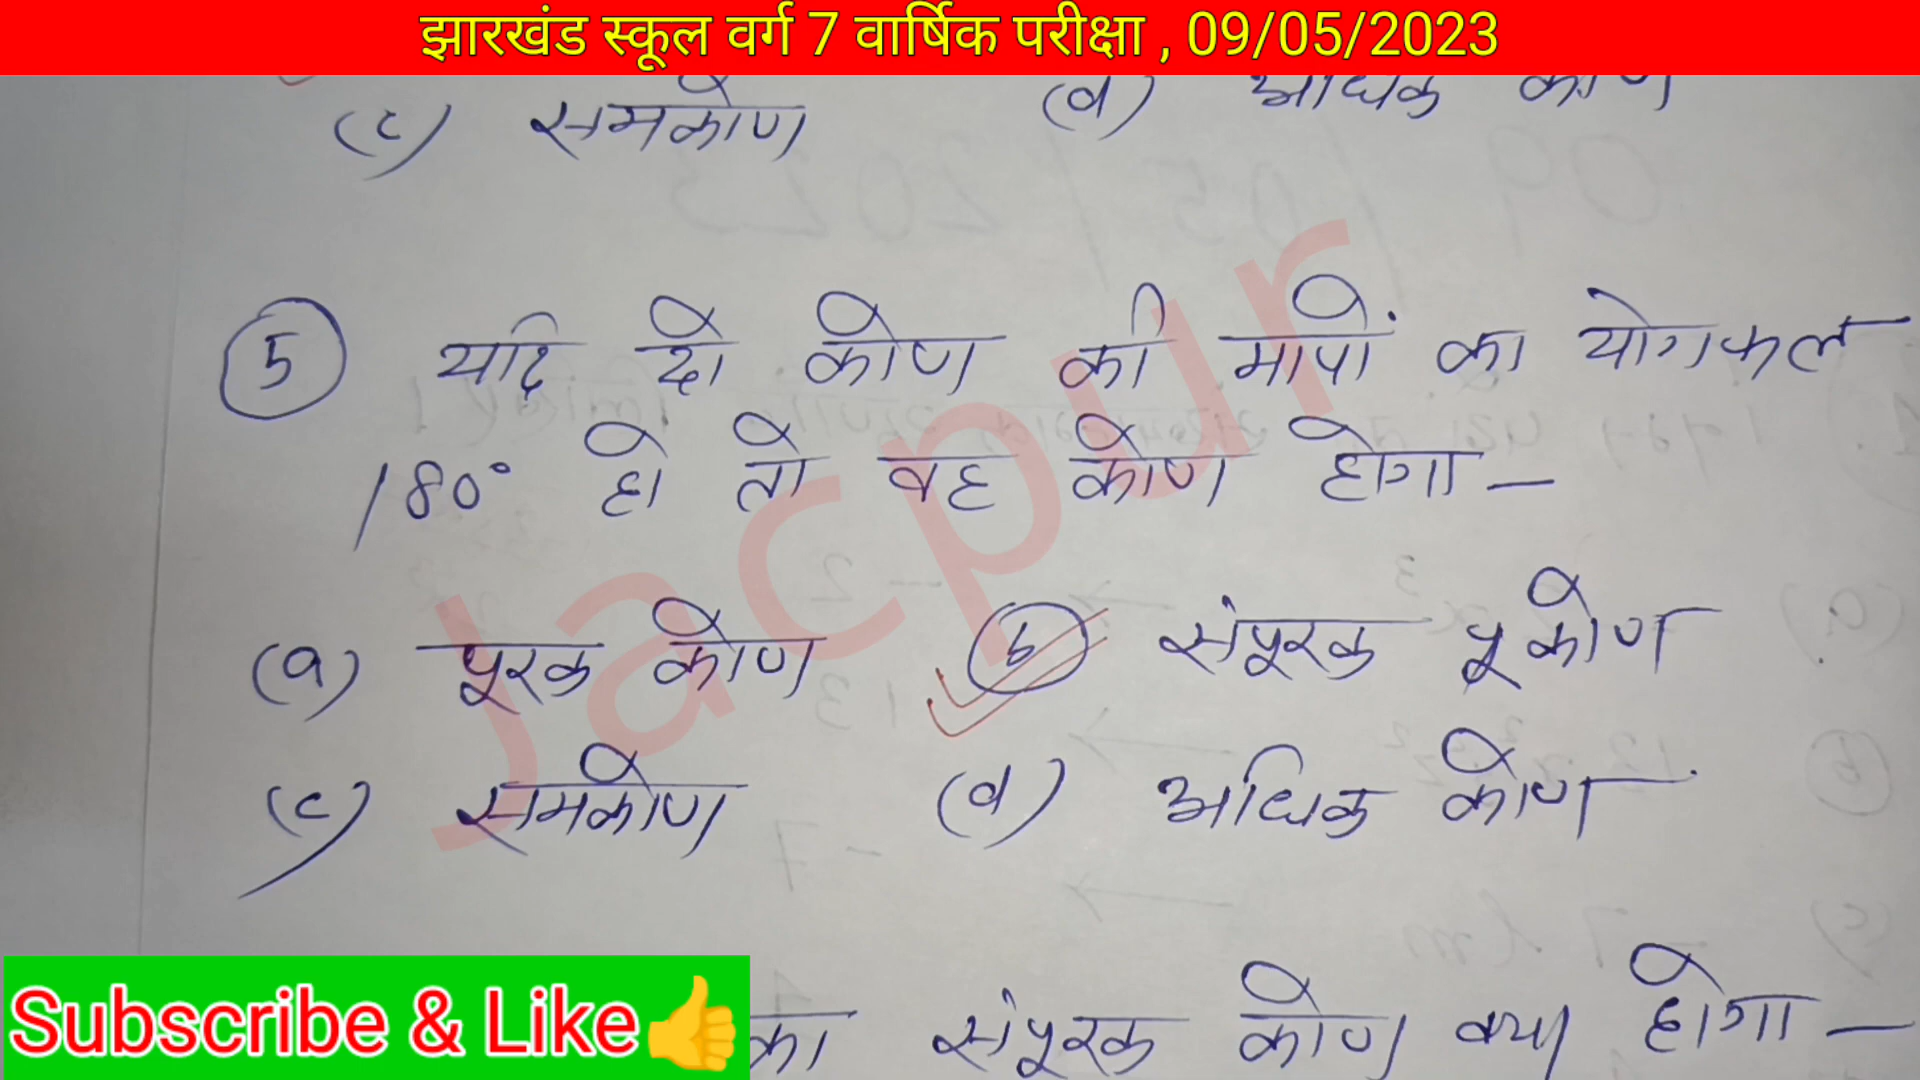 झारखंड स्कूल वर्ग 7 वार्षिक परीक्षा , 09/05/2023
(c) समकोण (d) अधिक कोण
5 यदि दो कोण की मापों का योगफल
180° हो तो वह कोण होगा —
(a) पूरक कोण (b) संपूरक पू कोण
(c) समकोण (d) अधिक कोण
का संपूरक कोण क्या होगा —
Subscribe & Like
Jacpur